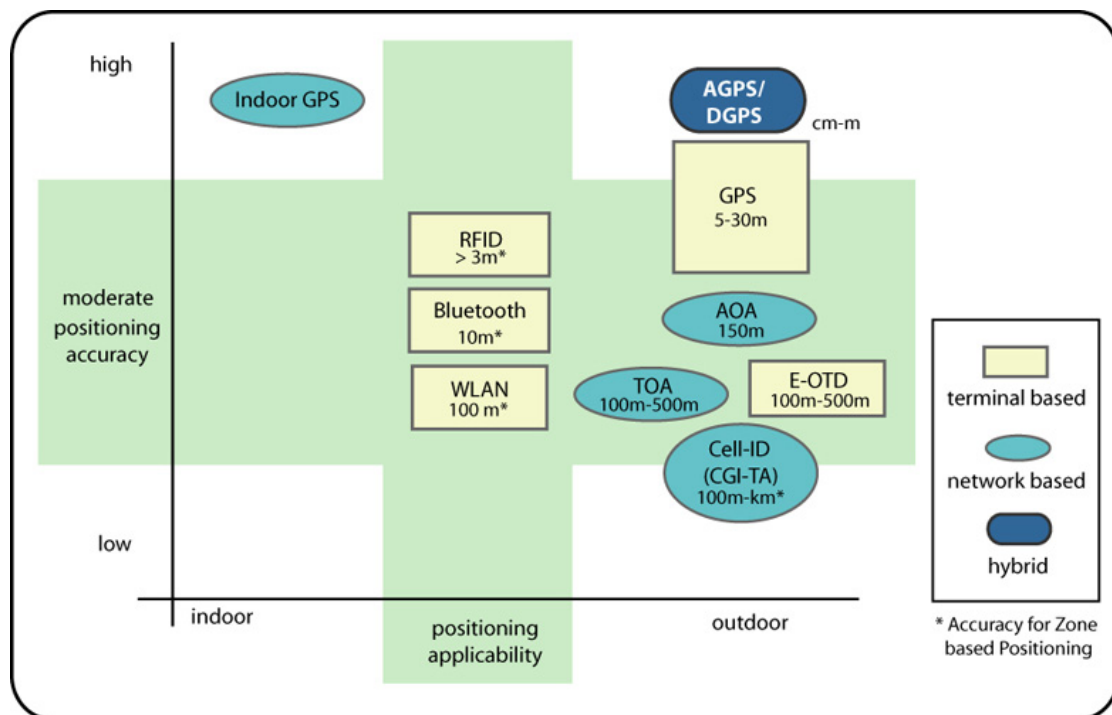 high
Indoor GPS
AGPS/
DGPS
cm-m
GPS
5-30m
RFID
> 3m*
moderate
positioning
accuracy
Bluetooth
10m*
AOA
150m
WLAN
100 m*
TOA
100m-500m
E-OTD
100m-500m
Cell-ID
(CGI-TA)
100m-km*
low
indoor
positioning
applicability
outdoor
terminal based
network based
hybrid
* Accuracy for Zone
based Positioning